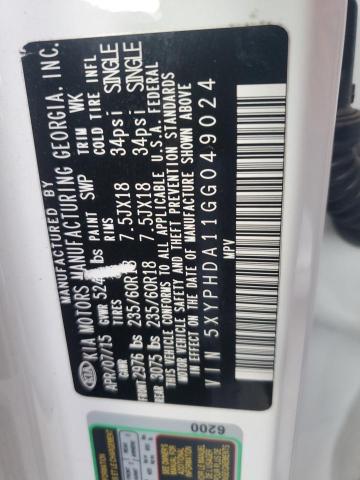 MANUFACTURED BY
KIA MOTORS MANUFACTURING GEORGIA, INC.
APR/07/15 PAINT SWP TRIM WK
GVWR 524 lbs
TIRES RIMS COLD TIRE INFL
GAWR
FRONT 2976 lbs 235/60R18 7.5JX18 34psi SINGLE
REAR 3075 lbs 235/60R18 7.5JX18 34psi SINGLE
THIS VEHICLE CONFORMS TO ALL APPLICABLE U.S.A. FEDERAL
MOTOR VEHICLE SAFETY AND THEFT PREVENTION STANDARDS
IN EFFECT ON THE DATE OF MANUFACTURE SHOWN ABOVE
VIN 5XYPHDA11GG049024
MPV
6200